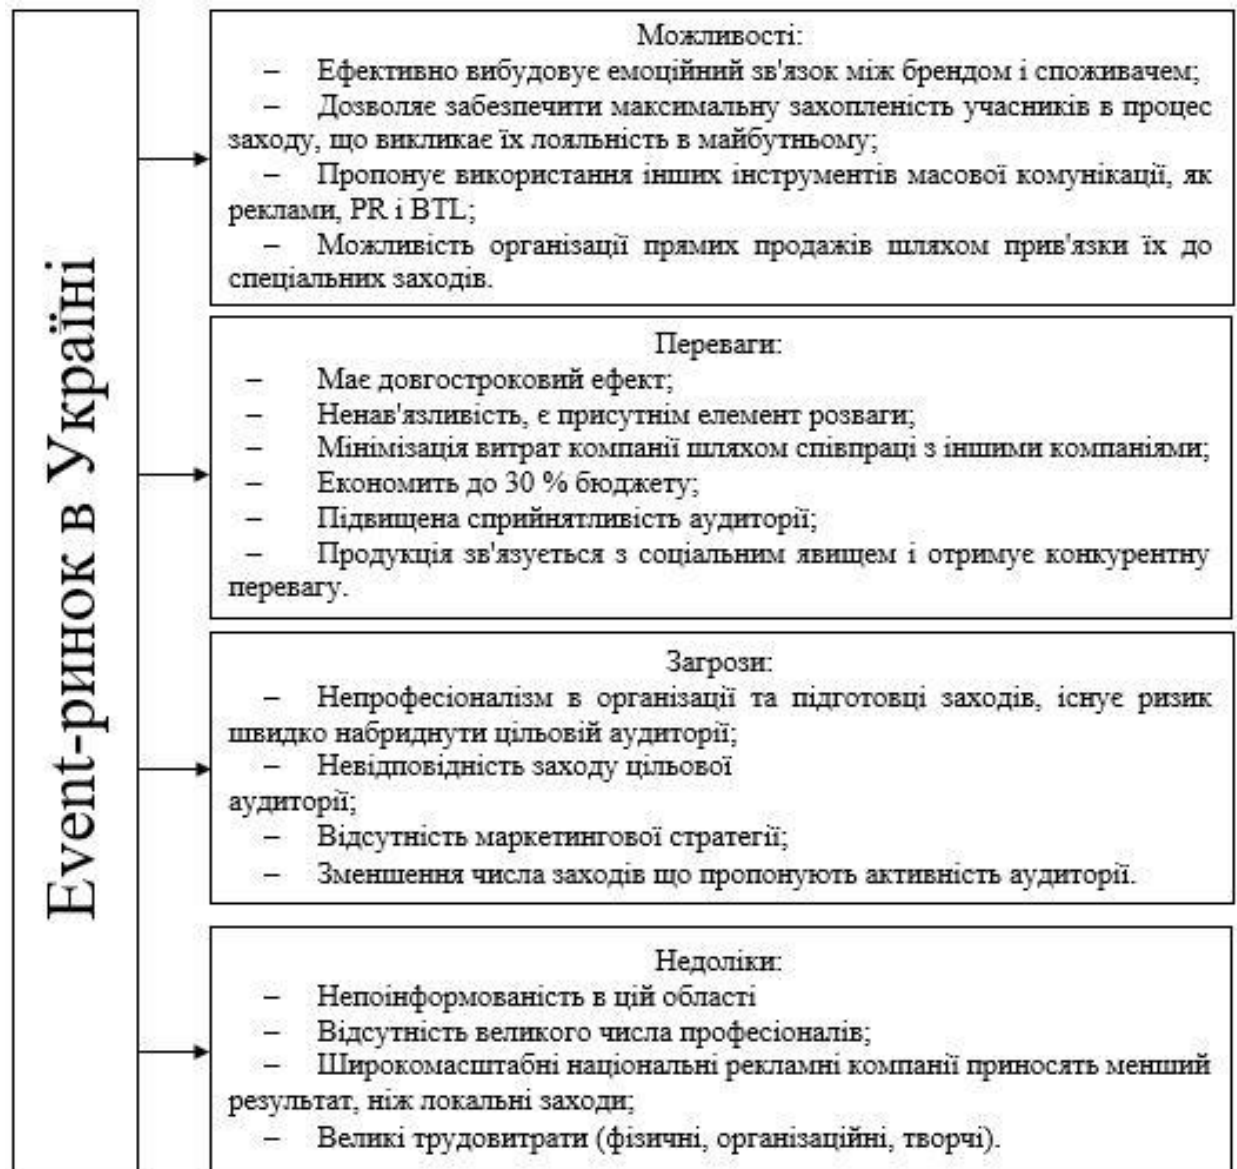 Event-ринок в Україні
Можливості:
– Ефективно вибудовує емоційний зв'язок між брендом і споживачем;
– Дозволяє забезпечити максимальну захопленість учасників в процес
заходу, що викликає їх лояльність в майбутньому;
– Пропонує використання інших інструментів масової комунікації, як
реклами, PR і BTL;
– Можливість організації прямих продажів шляхом прив'язки їх до
спеціальних заходів.
Переваги:
– Має довгостроковий ефект;
– Ненав'язливість, є присутнім елемент розваги;
– Мінімізація витрат компанії шляхом співпраці з іншими компаніями;
– Економить до 30 % бюджету;
– Підвищена сприйнятливість аудиторії;
– Продукція зв'язується з соціальним явищем і отримує конкурентну
перевагу.
Загрози:
– Непрофесіоналізм в організації та підготовці заходів, існує ризик
швидко набриднути цільовій аудиторії;
– Невідповідність заходу цільової
аудиторії;
– Відсутність маркетингової стратегії;
– Зменшення числа заходів що пропонують активність аудиторії.
Недоліки:
– Непоінформованість в цій області
– Відсутність великого числа професіоналів;
– Широкомасштабні національні рекламні компанії приносять менший
результат, ніж локальні заходи;
– Великі трудовитрати (фізичні, організаційні, творчі).